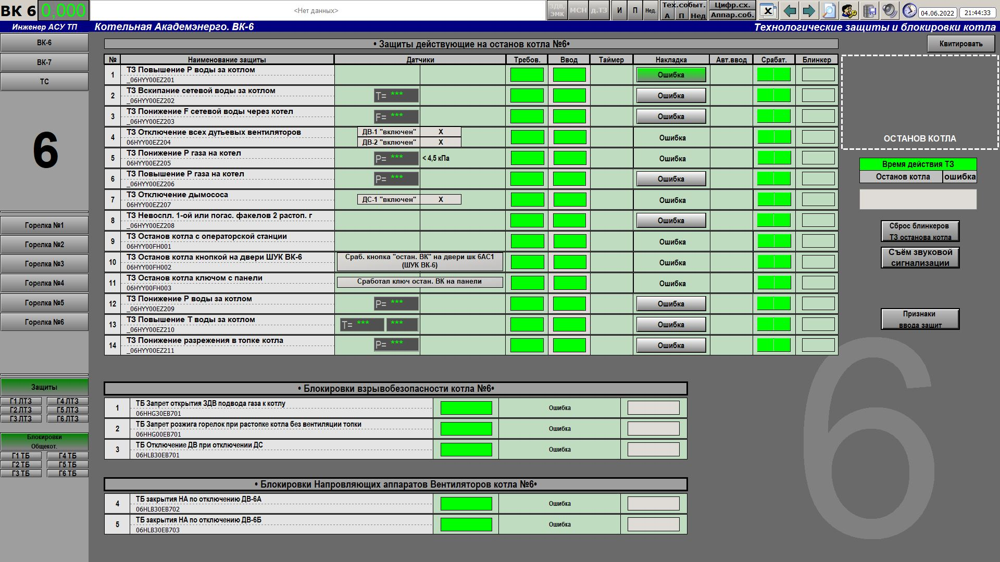 ВК 6
0,000
<Нет данных>
ЗДВ, ЭМК
МСН
д.ТЗ
И
П
Нед.
Тех.событ.
А П Нед
Цифр.сх.
Аппар.соб.
04.06.2022
21:44:33
Инженер АСУ ТП
Котельная Академэнерго. ВК-6
Технологические защиты и блокировки котла
ВК-6
ВК-7
ТС
6
Горелка №1
Горелка №2
Горелка №3
Горелка №4
Горелка №5
Горелка №6
Защиты
Г1 ЛТЗ Г4 ЛТЗ
Г2 ЛТЗ Г5 ЛТЗ
Г3 ЛТЗ Г6 ЛТЗ
Блокировки
Общекот.
Г1 ТБ Г4 ТБ
Г2 ТБ Г5 ТБ
Г3 ТБ Г6 ТБ
• Защиты действующие на останов котла №6•
№ Наименование защиты Датчики Требов. Ввод Таймер Накладка Авт.ввод Срабат. Блинкер
1 ТЗ Повышение Р воды за котлом Ошибка
_06HYY00EZ201
2 ТЗ Вскипание сетевой воды за котлом T= *** Ошибка
_06HYY00EZ202
3 ТЗ Понижение F сетевой воды через котел F= *** Ошибка
_06HYY00EZ203
4 ТЗ Отключение всех дутьевых вентиляторов ДВ-1 "включен" X Ошибка
06HYY00EZ204 ДВ-2 "включен" X
5 ТЗ Понижение Р газа на котел P= *** < 4,5 кПа Ошибка
_06HYY00EZ205
6 ТЗ Повышение Р газа на котел P= *** Ошибка
_06HYY00EZ206
7 ТЗ Отключение дымососа ДС-1 "включен" X Ошибка
06HYY00EZ207
8 ТЗ Невоспл. 1-ой или погас. факелов 2 растоп. г Ошибка
_06HYY00EZ208
9 ТЗ Останов котла с операторской станции Ошибка
06HYY00FH001
10 ТЗ Останов котла кнопкой на двери ШУК ВК-6 Сраб. кнопка "остан. ВК" на двери шк 6АС1 Ошибка
06HYY00FH002 (ШУК ВК-6)
11 ТЗ Останов котла ключом с панели Сработал ключ остан. ВК на панели Ошибка
06HYY00FH003
12 ТЗ Понижение Р воды за котлом P= *** Ошибка
_06HYY00EZ209
13 ТЗ Повышение Т воды за котлом T= *** *** Ошибка
_06HYY00EZ210
14 ТЗ Понижение разрежения в топке котла P= *** Ошибка
_06HYY00EZ211
Квитировать
ОСТАНОВ КОТЛА
Время действия ТЗ
Останов котла ошибка
Сброс блинкеров
ТЗ останова котла
Съём звуковой
сигнализации
Признаки
ввода защит
6
• Блокировки взрывобезопасности котла №6•
1 ТБ Запрет открытия ЗДВ подвода газа к котлу Ошибка
06HHG30EB701
2 ТБ Запрет розжига горелок при растопке котла без вентиляции топки Ошибка
06HHG00EB701
3 ТБ Отключение ДВ при отключении ДС Ошибка
06HLB30EB701
• Блокировки Напровляющих аппаратов Вентиляторов котла №6•
4 ТБ закрытия НА по отключению ДВ-6А Ошибка
06HLB30EB702
5 ТБ закрытия НА по отключению ДВ-6Б Ошибка
06HLB30EB703